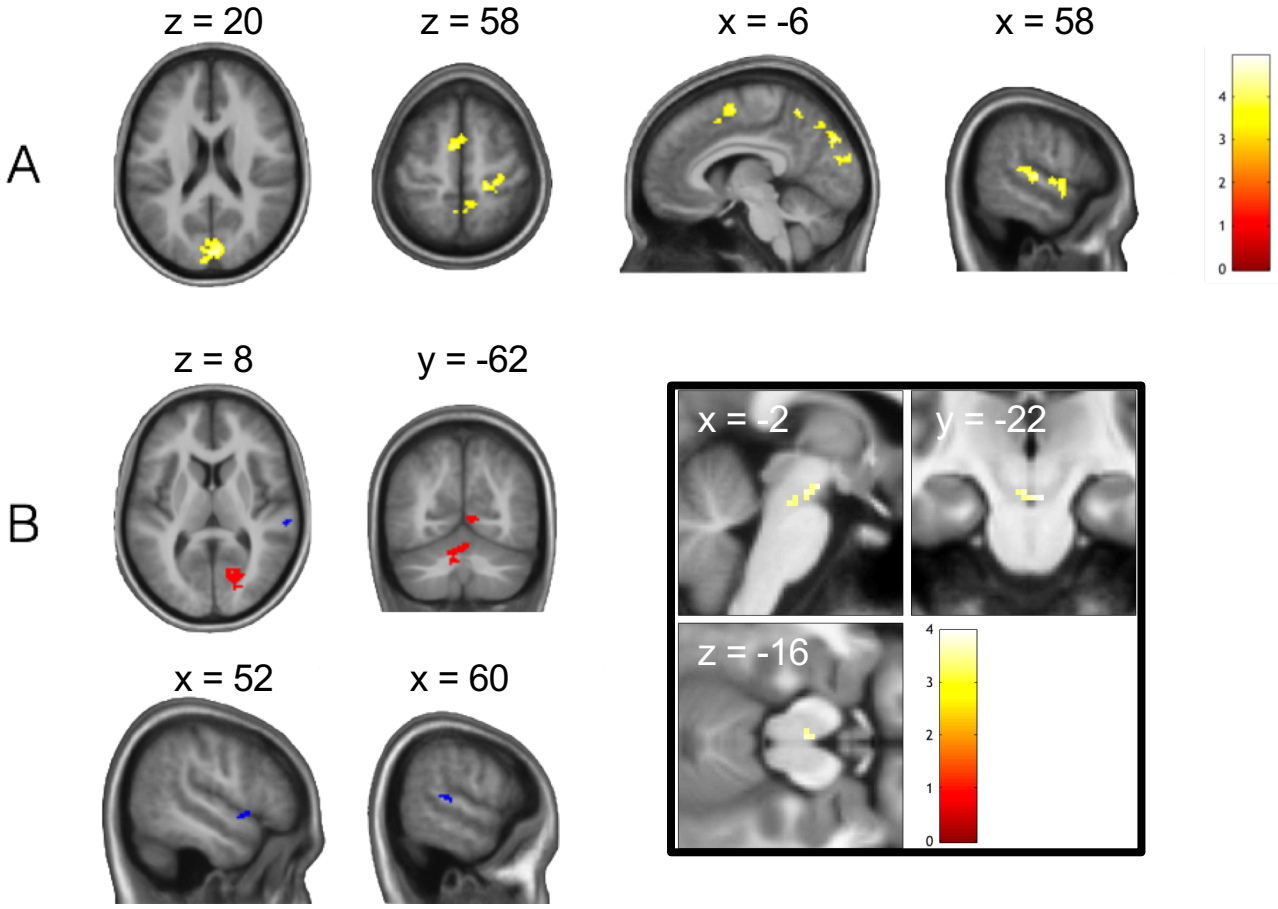 z = 20
z = 58
x = -6
x = 58
A
4
3
2
1
0
z = 8
y = -62
B
x = -2
y = -22
z = -16
4
3
2
1
0
x = 52
x = 60